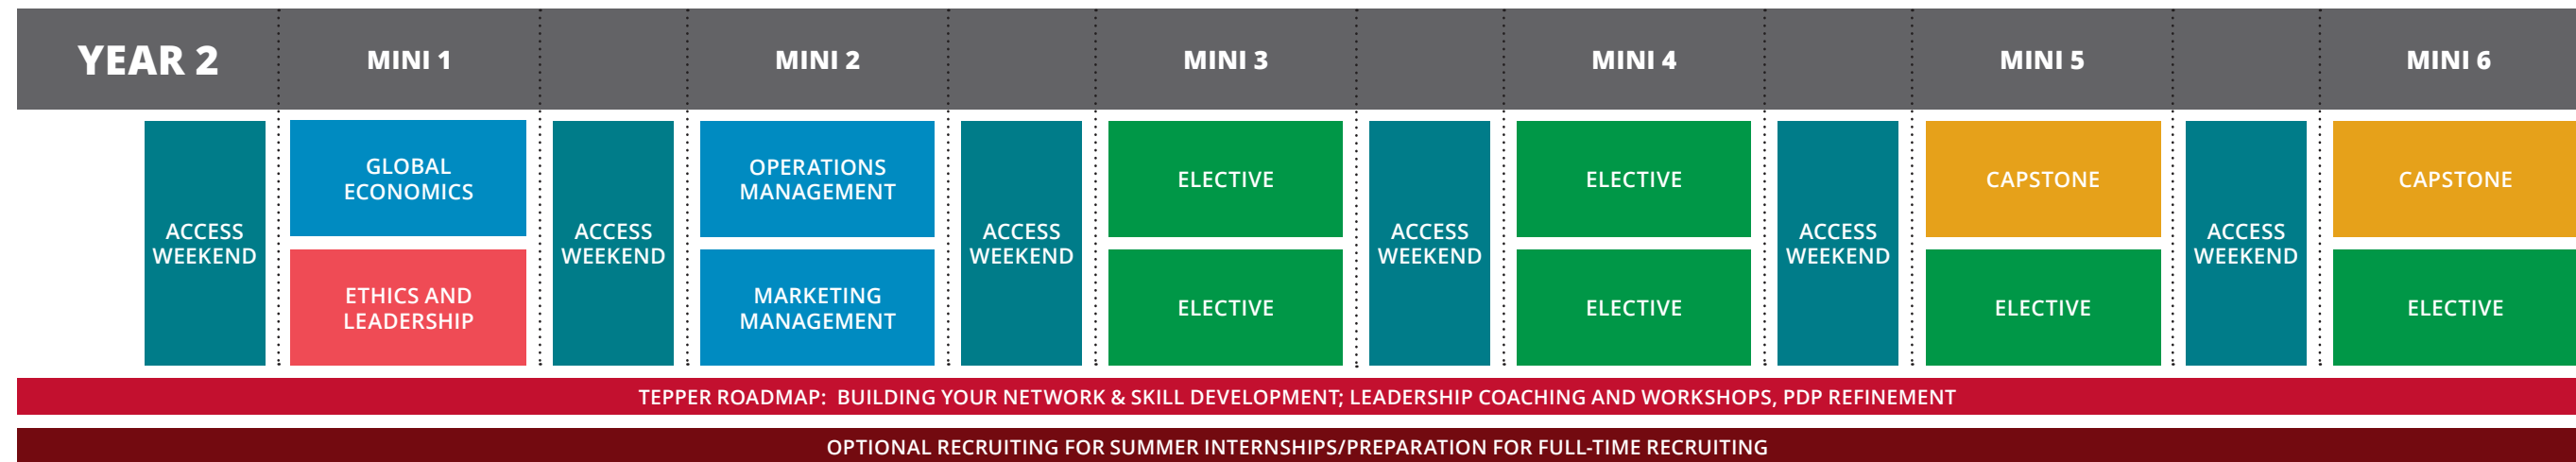 YEAR 2
MINI 1
MINI 2
MINI 3
MINI 4
MINI 5
MINI 6
ACCESS
WEEKEND
GLOBAL
ECONOMICS
ETHICS AND
LEADERSHIP
ACCESS
WEEKEND
OPERATIONS
MANAGEMENT
MARKETING
MANAGEMENT
ACCESS
WEEKEND
ELECTIVE
ELECTIVE
ACCESS
WEEKEND
ELECTIVE
ELECTIVE
ACCESS
WEEKEND
CAPSTONE
ELECTIVE
ACCESS
WEEKEND
CAPSTONE
ELECTIVE
TEPPER ROADMAP: BUILDING YOUR NETWORK & SKILL DEVELOPMENT; LEADERSHIP COACHING AND WORKSHOPS, PDP REFINEMENT
OPTIONAL RECRUITING FOR SUMMER INTERNSHIPS/PREPARATION FOR FULL-TIME RECRUITING